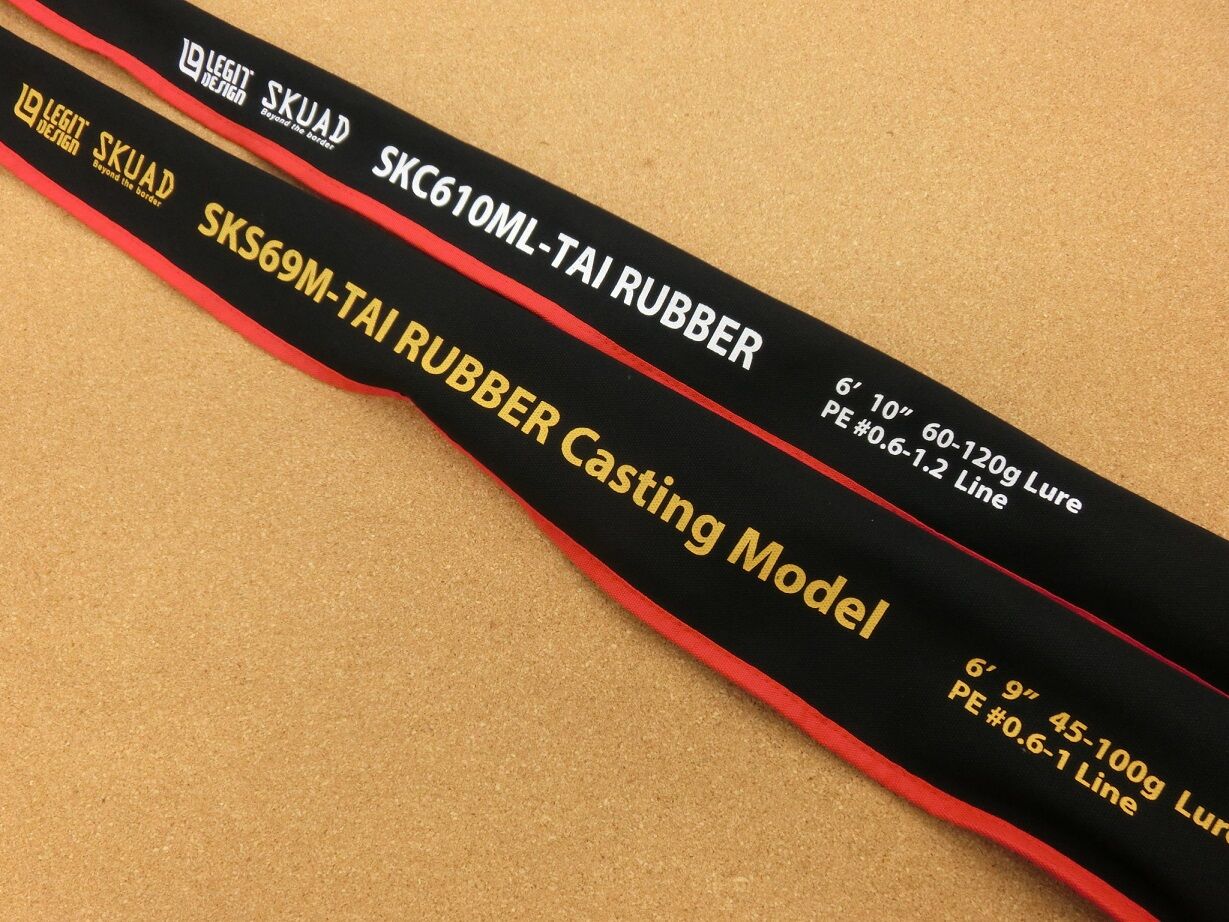 LEGIT
DESIGN
SKUAD
Beyond the border
SKC610ML-TAI RUBBER
6' 10" 60-120g Lure
PE #0.6-1.2 Line
LEGIT
DESIGN
SKUAD
Beyond the border
SKS69M-TAI RUBBER Casting Model
6' 9" 45-100g Lure
PE #0.6-1 Line